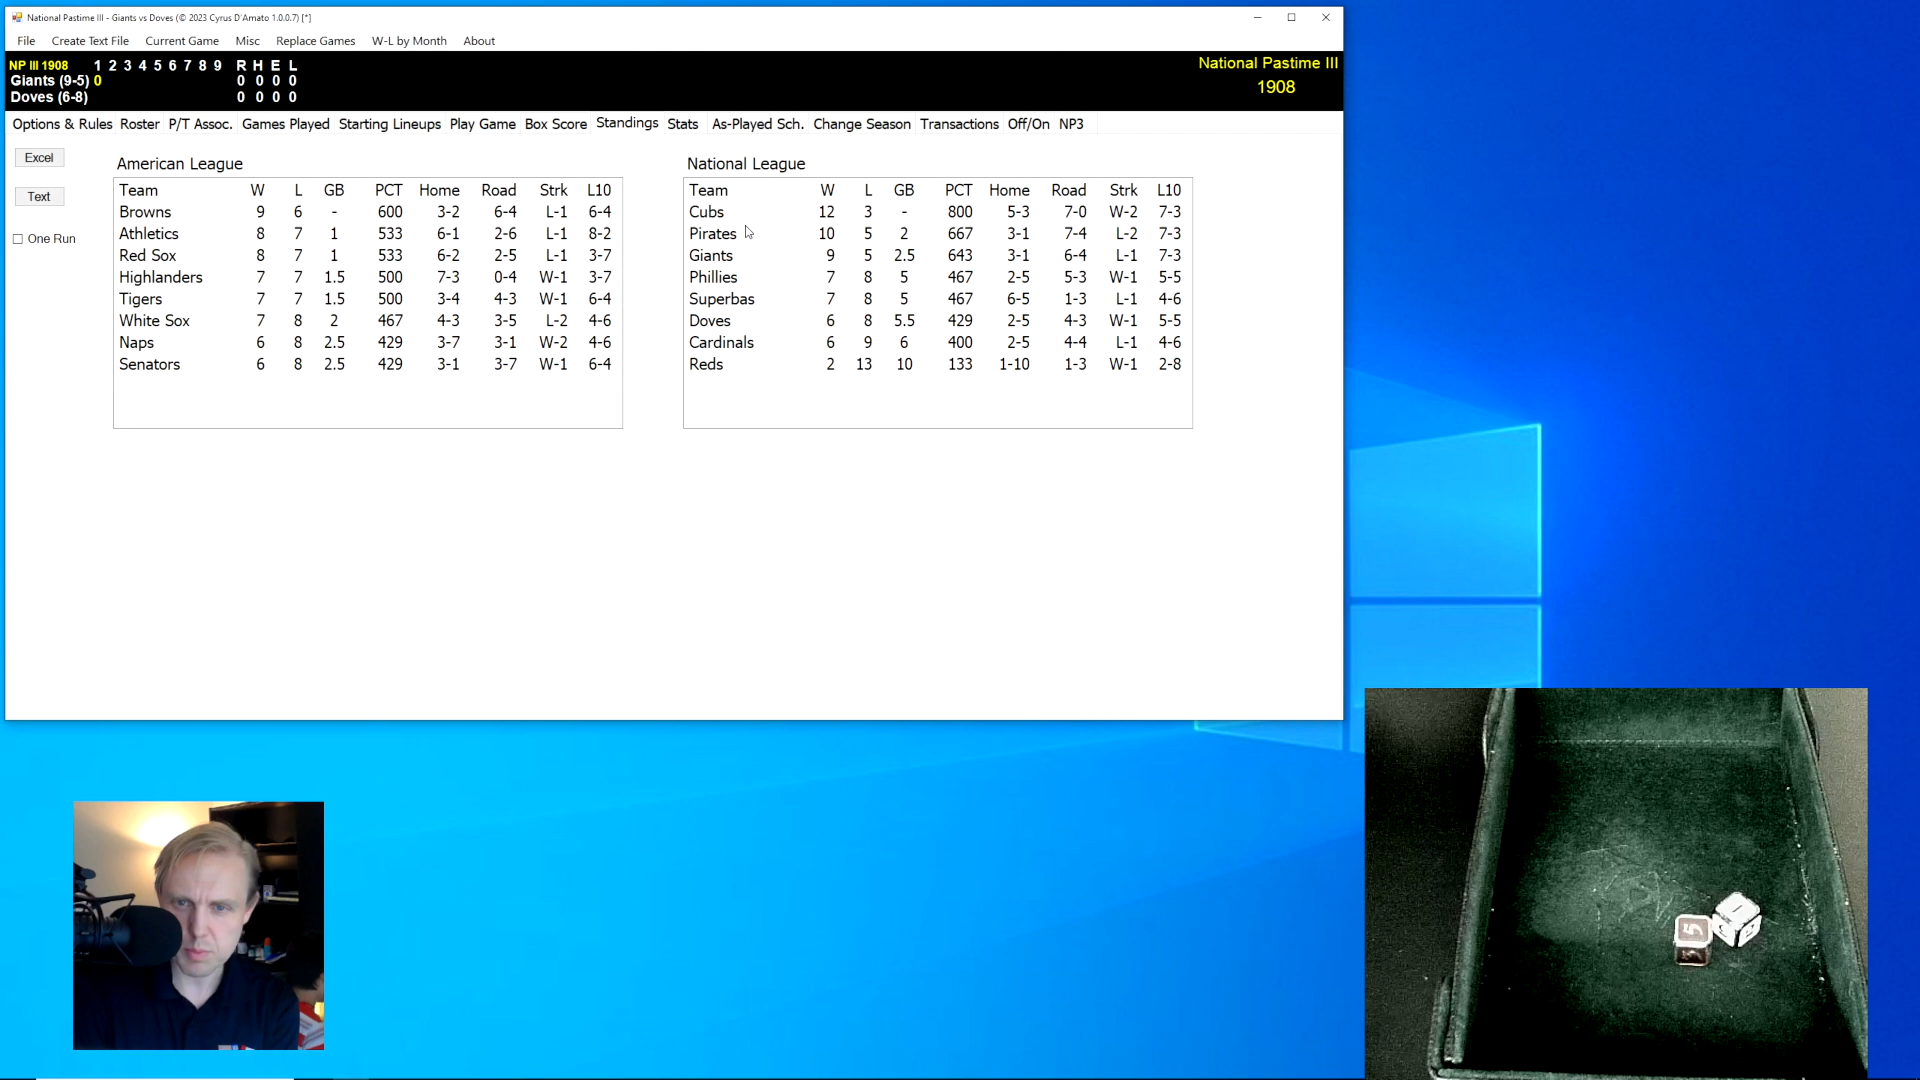 National Pastime III - Giants vs Doves (© 2023 Cyrus D'Amato 1.0.0.7) [*]
File Create Text File Current Game Misc Replace Games W-L by Month About
NP III 1908 1 2 3 4 5 6 7 8 9 R H E L
Giants (9-5) 0 0 0 0 0
Doves (6-8) 0 0 0 0
National Pastime III
1908
Options & Rules Roster P/T Assoc. Games Played Starting Lineups Play Game Box Score Standings Stats As-Played Sch. Change Season Transactions Off/On NP3
Excel
Text
One Run
American League
Team W L GB PCT Home Road Strk L10
Browns 9 6 - 600 3-2 6-4 L-1 6-4
Athletics 8 7 1 533 6-1 2-6 L-1 8-2
Red Sox 8 7 1 533 6-2 2-5 L-1 3-7
Highlanders 7 7 1.5 500 7-3 0-4 W-1 3-7
Tigers 7 7 1.5 500 3-4 4-3 W-1 6-4
White Sox 7 8 2 467 4-3 3-5 L-2 4-6
Naps 6 8 2.5 429 3-7 3-1 W-2 4-6
Senators 6 8 2.5 429 3-1 3-7 W-1 6-4
National League
Team W L GB PCT Home Road Strk L10
Cubs 12 3 - 800 5-3 7-0 W-2 7-3
Pirates 10 5 2 667 3-1 7-4 L-2 7-3
Giants 9 5 2.5 643 3-1 6-4 L-1 7-3
Phillies 7 8 5 467 2-5 5-3 W-1 5-5
Superbas 7 8 5 467 6-5 1-3 L-1 4-6
Doves 6 8 5.5 429 2-5 4-3 W-1 5-5
Cardinals 6 9 6 400 2-5 4-4 L-1 4-6
Reds 2 13 10 133 1-10 1-3 W-1 2-8
5
1